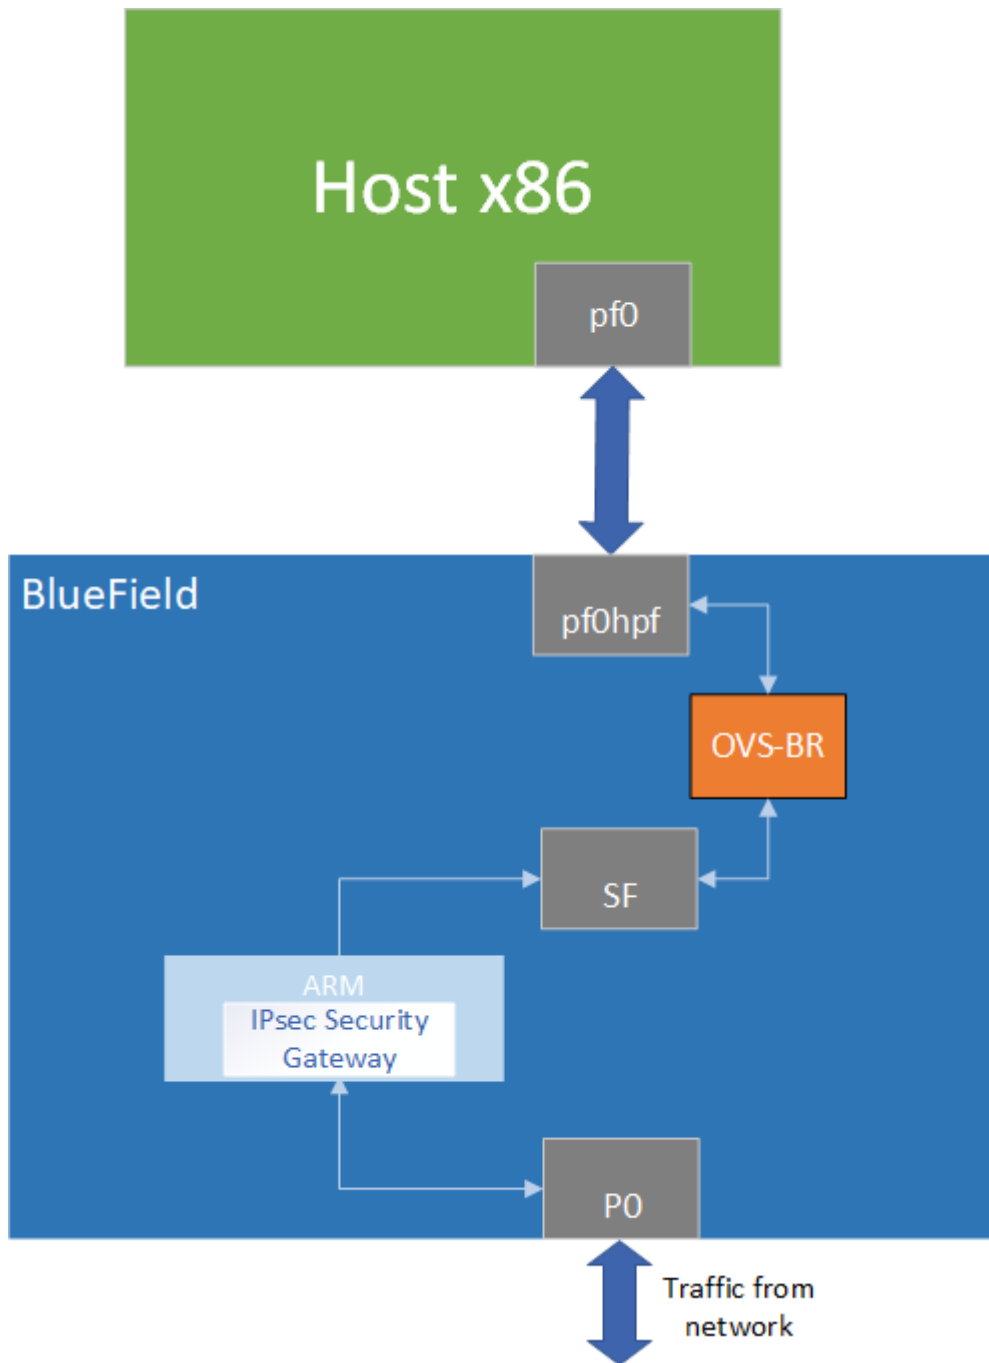 Host x86
pf0
BlueField
pf0hpf
OVS-BR
SF
ARM
IPsec Security
Gateway
P0
Traffic from
network